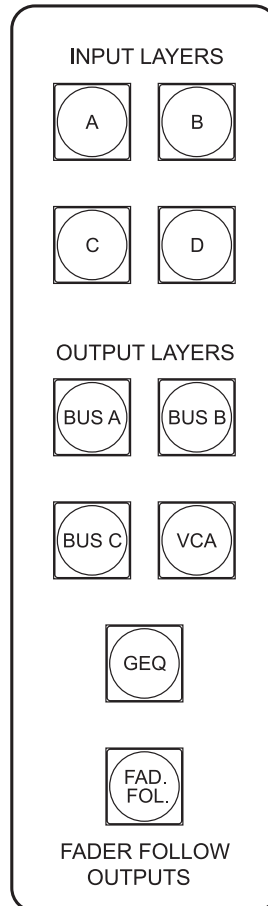 INPUT LAYERS
A B
C D
OUTPUT LAYERS
BUS A BUS B
BUS C VCA
GEQ
FAD.
FOL.
FADER FOLLOW
OUTPUTS